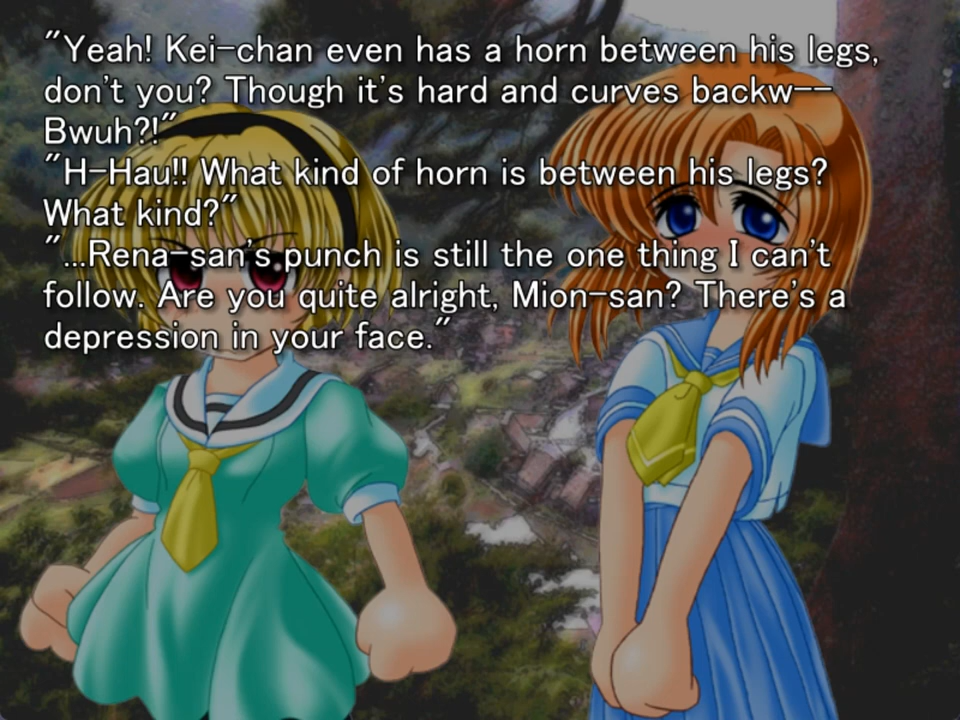 "Yeah! Kei-chan even has a horn between his legs,
don't you? Though it's hard and curves backw--
Bwuh?!"
"H-Hau!! What kind of horn is between his legs?
What kind?"
"...Rena-san's punch is still the one thing I can't
follow. Are you quite alright, Mion-san? There's a
depression in your face."